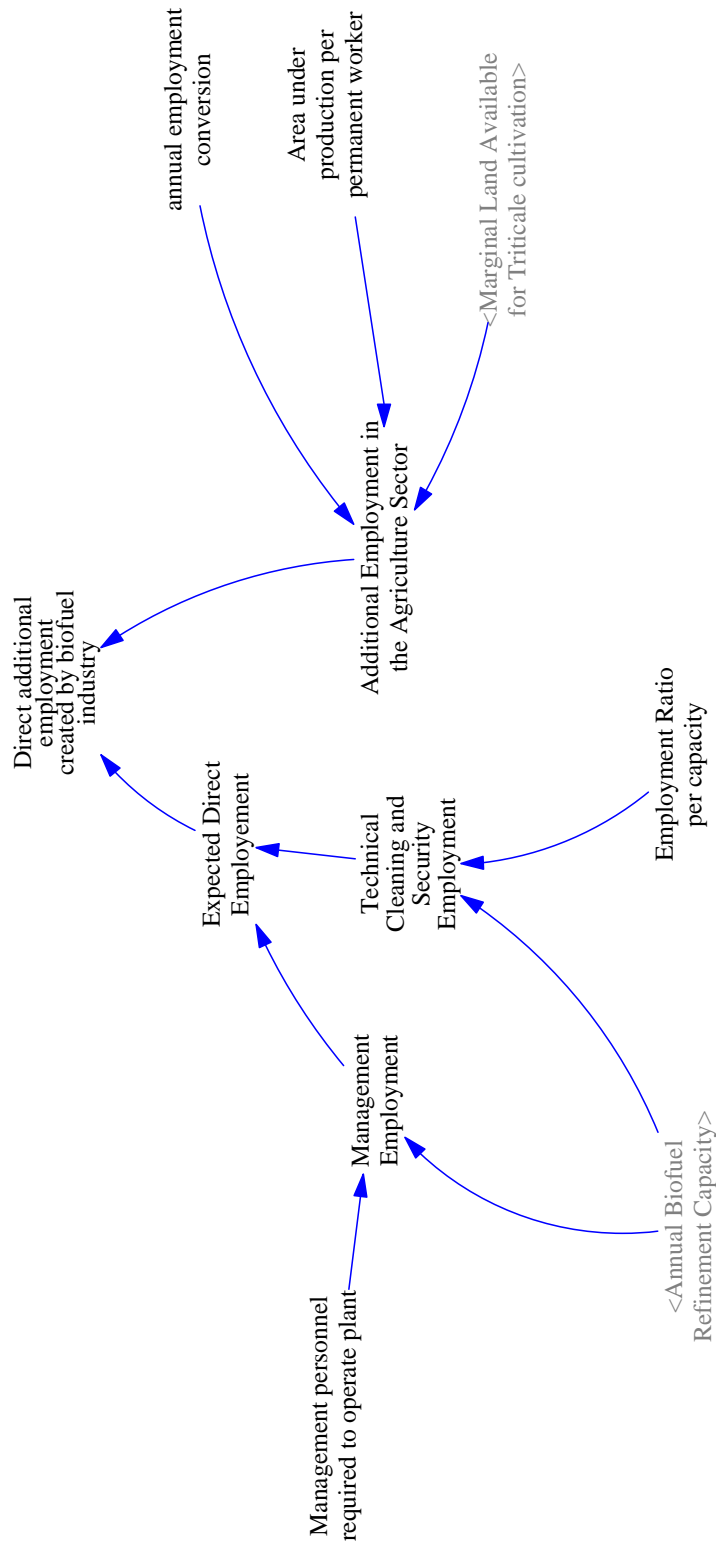 Direct additional
employment
created by biofuel
industry
annual employment
conversion
Expected Direct
Employement
Area under
production per
permanent worker
Management
Employment
Technical
Cleaning and
Security
Employment
Additional Employment in
the Agriculture Sector
Management personnel
required to operate plant
<Marginal Land Available
for Triticale cultivation>
<Annual Biofuel
Refinement Capacity>
Employment Ratio
per capacity